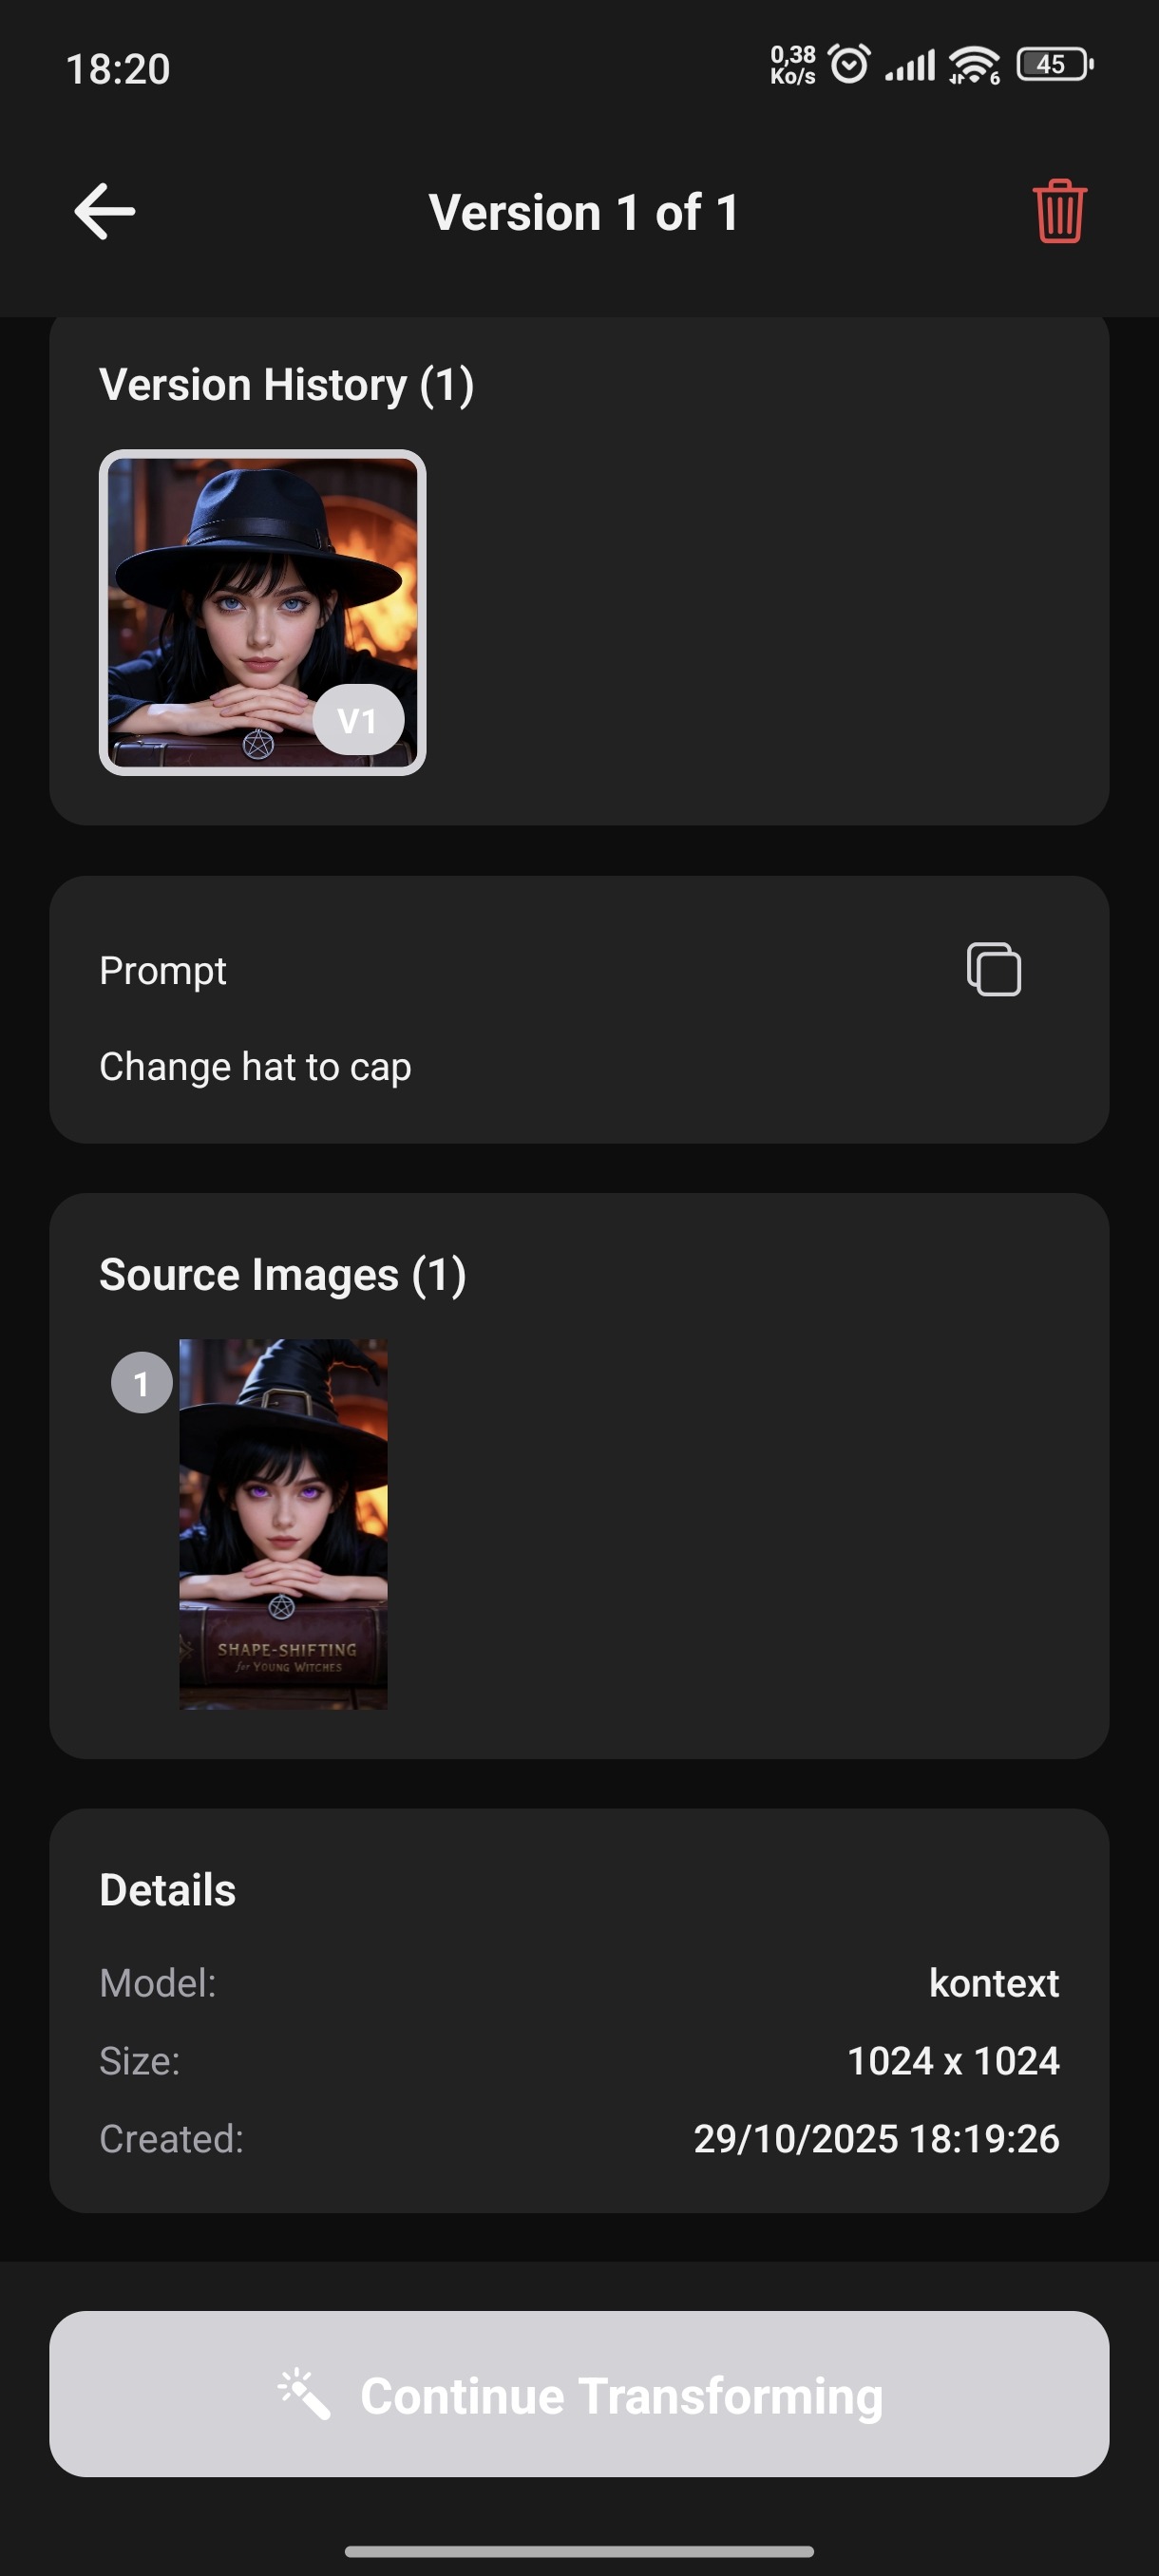 18:20
0,38
Ko/s
6
45
Version 1 of 1
Version History (1)
V1
Prompt
Change hat to cap
Source Images (1)
1
SHAPE-SHIFTING
for YOUNG WITCHES
Details
Model: kontext
Size: 1024 x 1024
Created: 29/10/2025 18:19:26
Continue Transforming